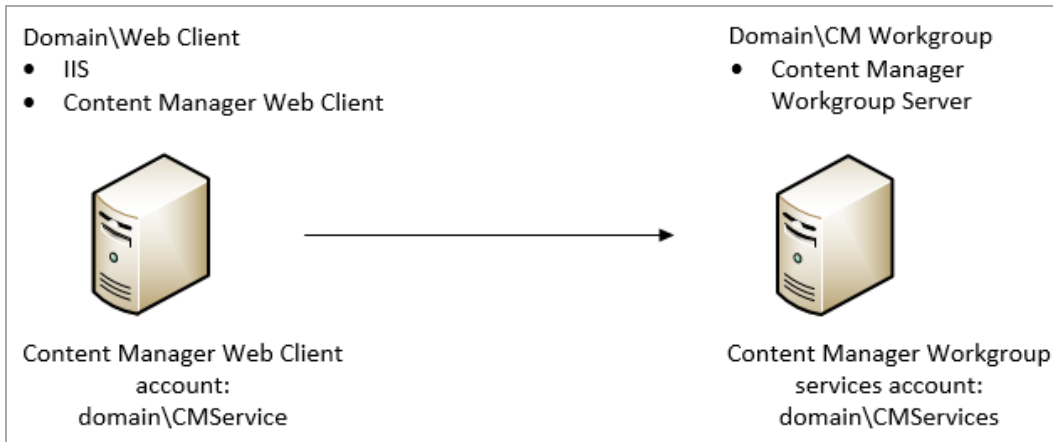 Domain\Web Client
• IIS
• Content Manager Web Client
Domain\CM Workgroup
• Content Manager
Workgroup Server
Content Manager Web Client
account:
domain\CMService
Content Manager Workgroup
services account:
domain\CMServices